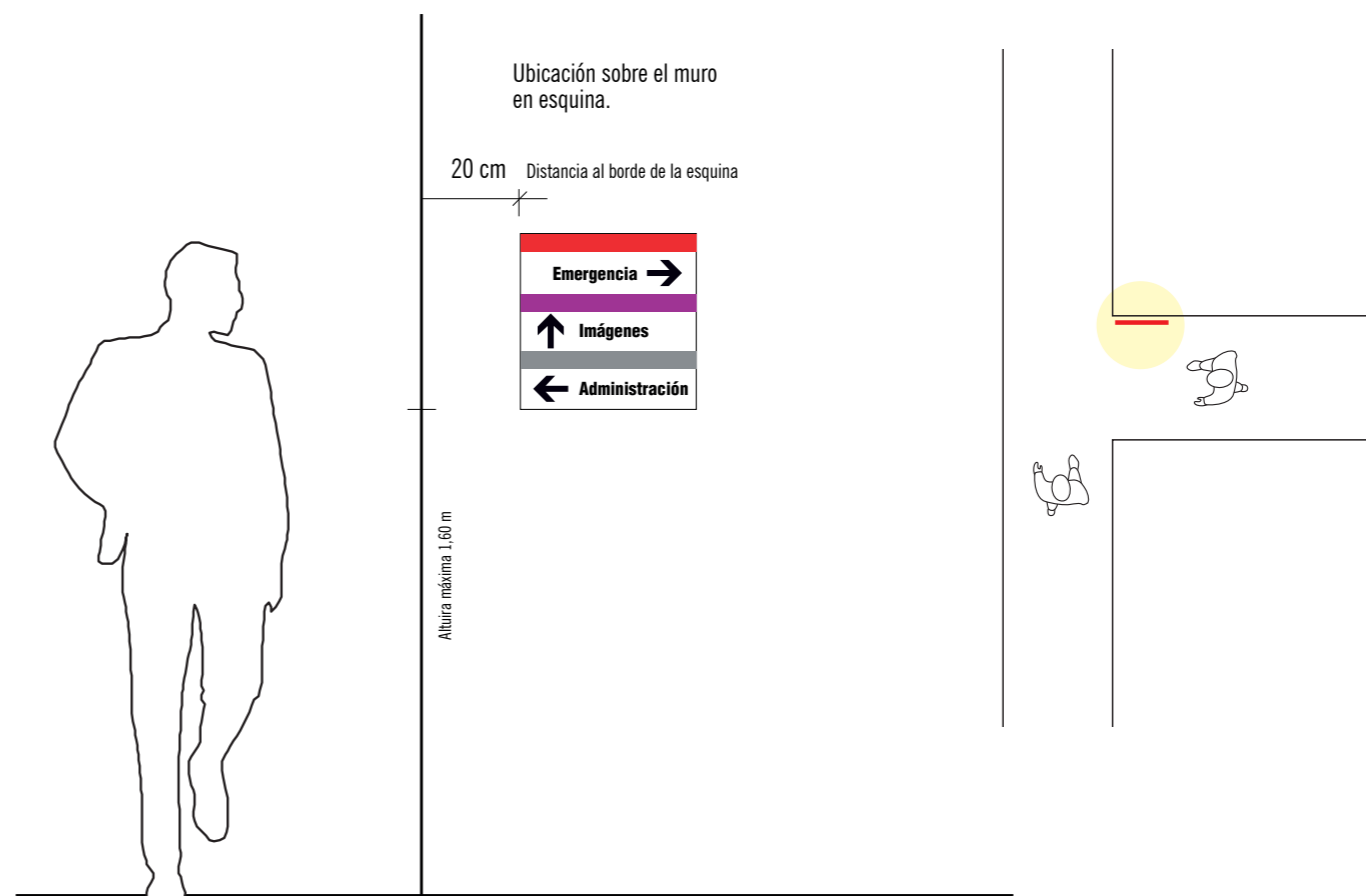 Ubicación sobre el muro
en esquina.
20 cm Distancia al borde de la esquina
Emergencia
Imágenes
Administración
Altuira máxima 1,60 m